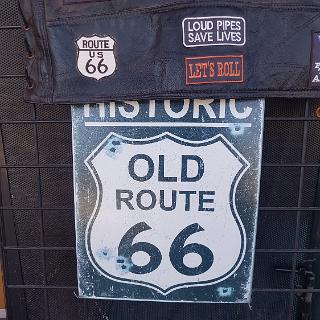 LOUD PIPES
SAVE LIVES
ROUTE
US
66
LET'S ROLL
HISTORIC
OLD
ROUTE
66